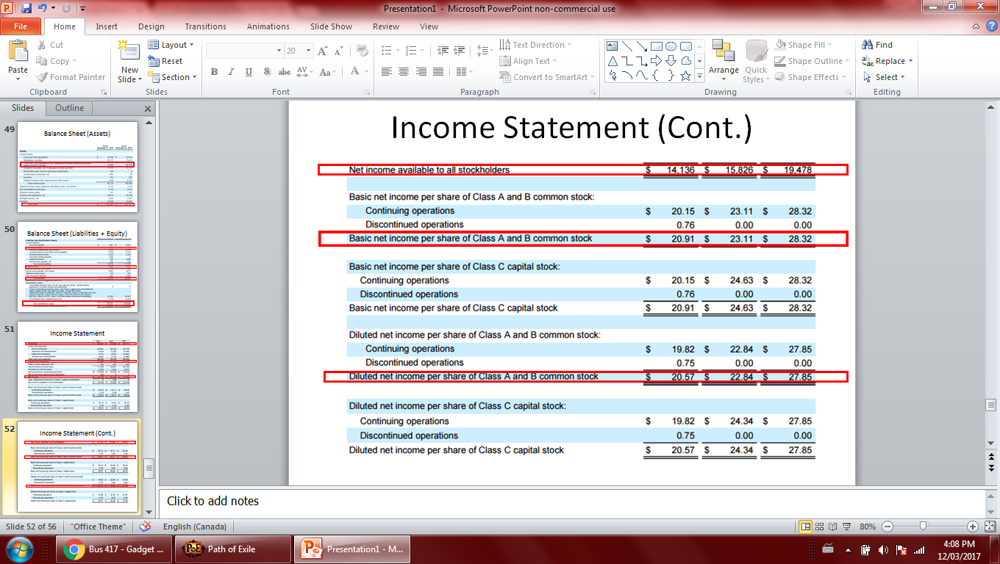 Presentation1 - Microsoft PowerPoint non-commercial use
File Home Insert Design Transitions Animations Slide Show Review View
Paste Cut Copy Format Painter Clipboard
New Slide Layout Reset Section Slides
20 Font
Paragraph Text Direction Align Text Convert to SmartArt
Arrange Quick Styles Shape Fill Shape Outline Shape Effects Drawing
Find Replace Select Editing
Slides Outline
49
Balance Sheet (Assets)
50
Balance Sheet (Liabilities + Equity)
51
Income Statement
52
Income Statement (Cont.)
Income Statement (Cont.)
Net income available to all stockholders $ 14,136 $ 15,826 $ 19,478
Basic net income per share of Class A and B common stock:
Continuing operations $ 20.15 $ 23.11 $ 28.32
Discontinued operations 0.76 0.00 0.00
Basic net income per share of Class A and B common stock $ 20.91 $ 23.11 $ 28.32
Basic net income per share of Class C capital stock:
Continuing operations $ 20.15 $ 24.63 $ 28.32
Discontinued operations 0.76 0.00 0.00
Basic net income per share of Class C capital stock $ 20.91 $ 24.63 $ 28.32
Diluted net income per share of Class A and B common stock:
Continuing operations $ 19.82 $ 22.84 $ 27.85
Discontinued operations 0.75 0.00 0.00
Diluted net income per share of Class A and B common stock $ 20.57 $ 22.84 $ 27.85
Diluted net income per share of Class C capital stock:
Continuing operations $ 19.82 $ 24.34 $ 27.85
Discontinued operations 0.75 0.00 0.00
Diluted net income per share of Class C capital stock $ 20.57 $ 24.34 $ 27.85
Click to add notes
Slide 52 of 56 "Office Theme" English (Canada) 80%
Bus 417 - Gadget ... Path of Exile Presentation1 - M...
4:08 PM
12/03/2017